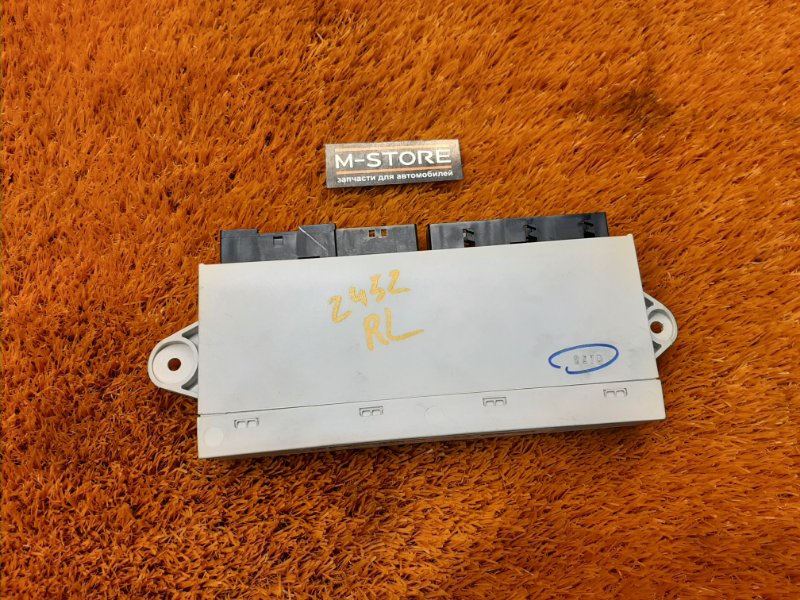 M-STORE
запчасти для автомобилей
2432
RL